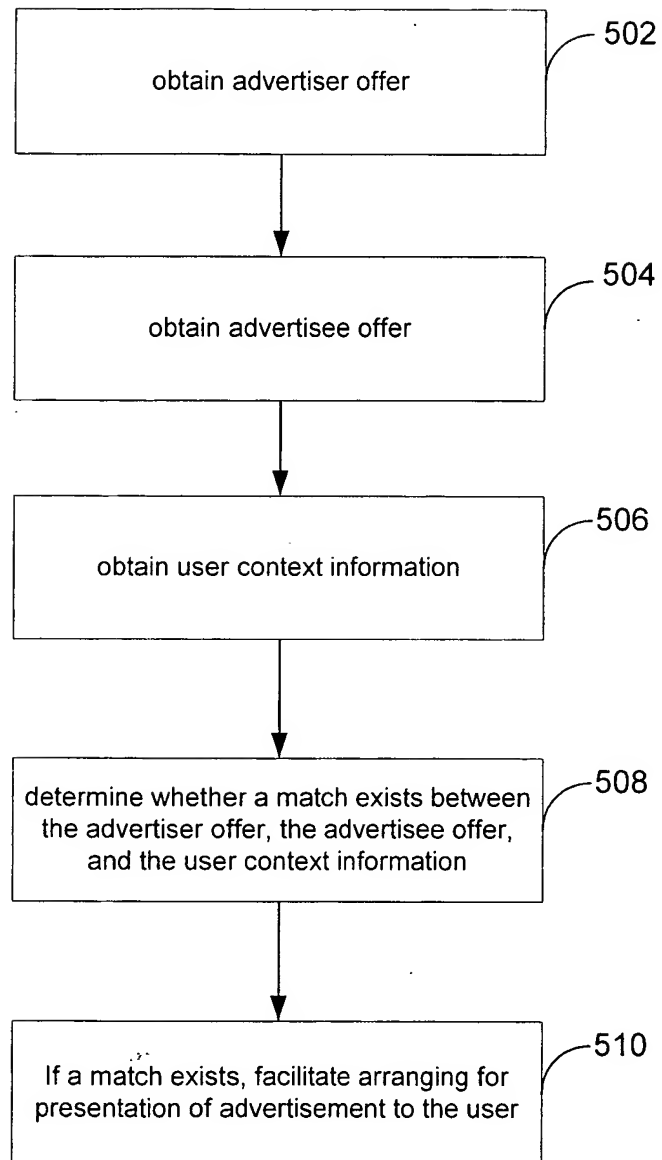 502
obtain advertiser offer
504
obtain advertisee offer
506
obtain user context information
508
determine whether a match exists between
the advertiser offer, the advertisee offer,
and the user context information
510
If a match exists, facilitate arranging for
presentation of advertisement to the user